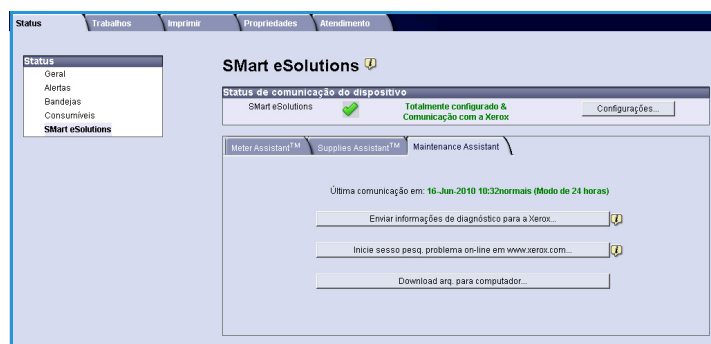 Status Trabalhos Imprimir Propriedades Atendimento
Status
Geral
Alertas
Bandejas
Consumíveis
SMart eSolutions
SMart eSolutions
Status de comunicação do dispositivo
SMart eSolutions
Totalmente configurado &
Comunicação com a Xerox
Configurações...
Meter Assistant™ Supplies Assistant™ Maintenance Assistant
Última comunicação em: 16-Jun-2010 10:32normais (Modo de 24 horas)
Enviar informações de diagnóstico para a Xerox...
Inicie sesso pesq. problema on-line em www.xerox.com...
Download arq. para computador...